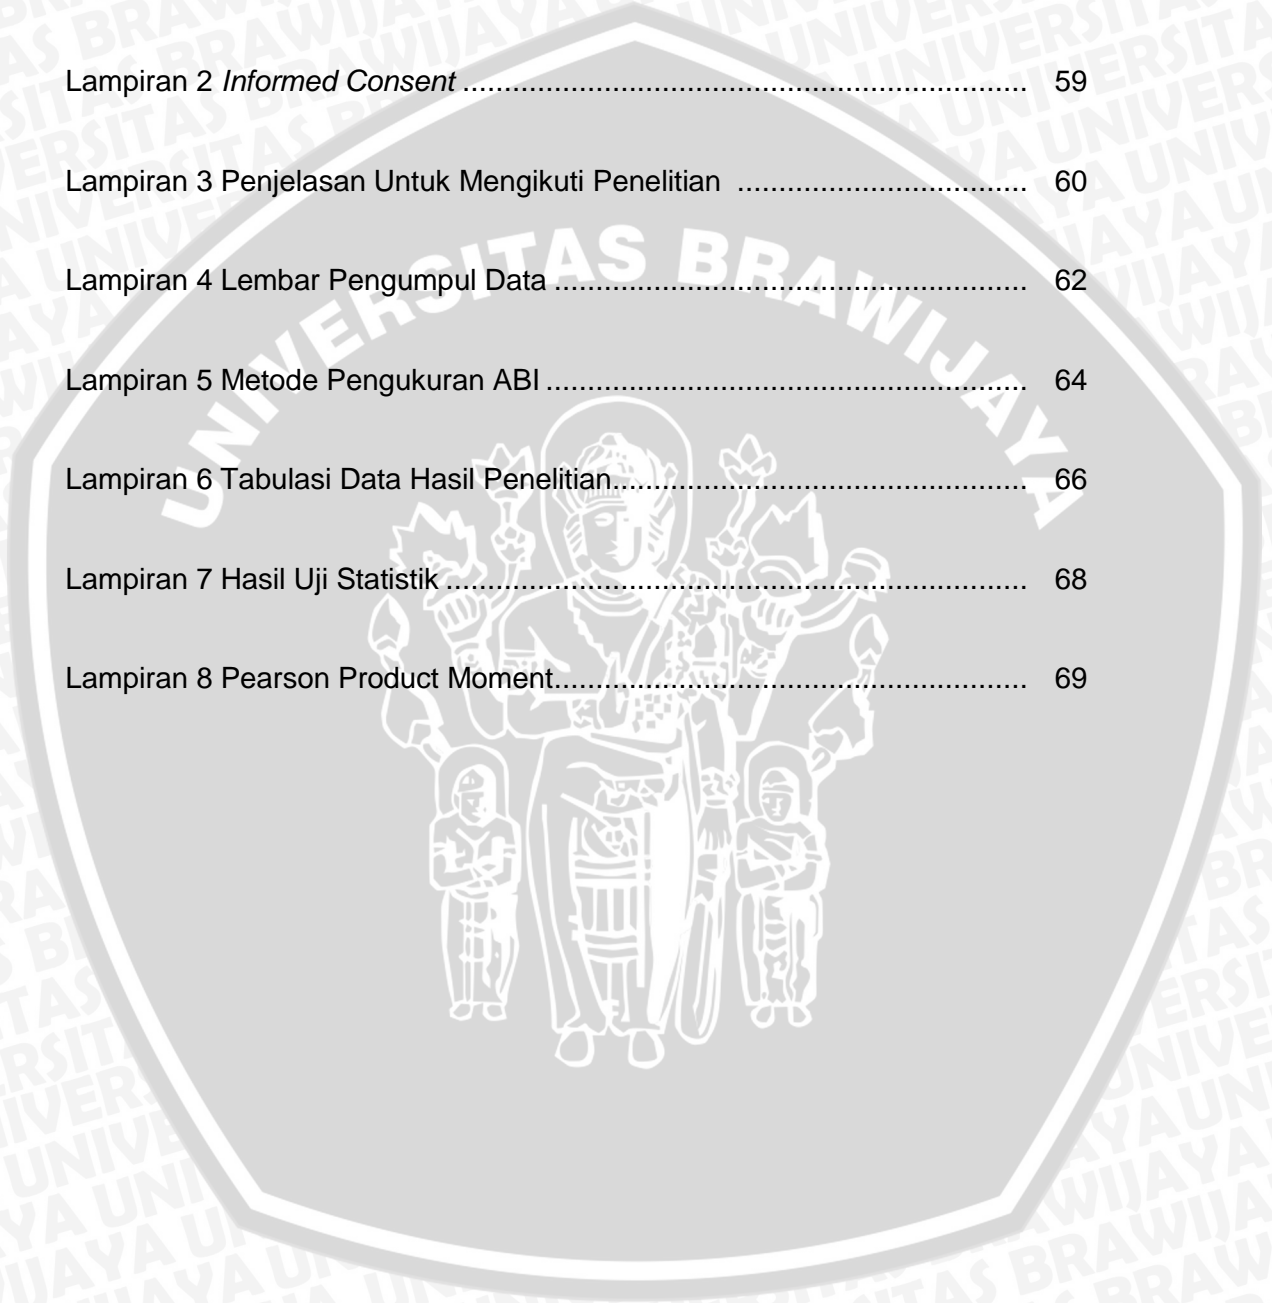 Lampiran 2 Informed Consent .................................................................... 59
Lampiran 3 Penjelasan Untuk Mengikuti Penelitian ................................... 60
Lampiran 4 Lembar Pengumpul Data ......................................................... 62
Lampiran 5 Metode Pengukuran ABI .......................................................... 64
Lampiran 6 Tabulasi Data Hasil Penelitian.................................................. 66
Lampiran 7 Hasil Uji Statistik ...................................................................... 68
Lampiran 8 Pearson Product Moment......................................................... 69
UNIVERSITAS BRAWIJAYA